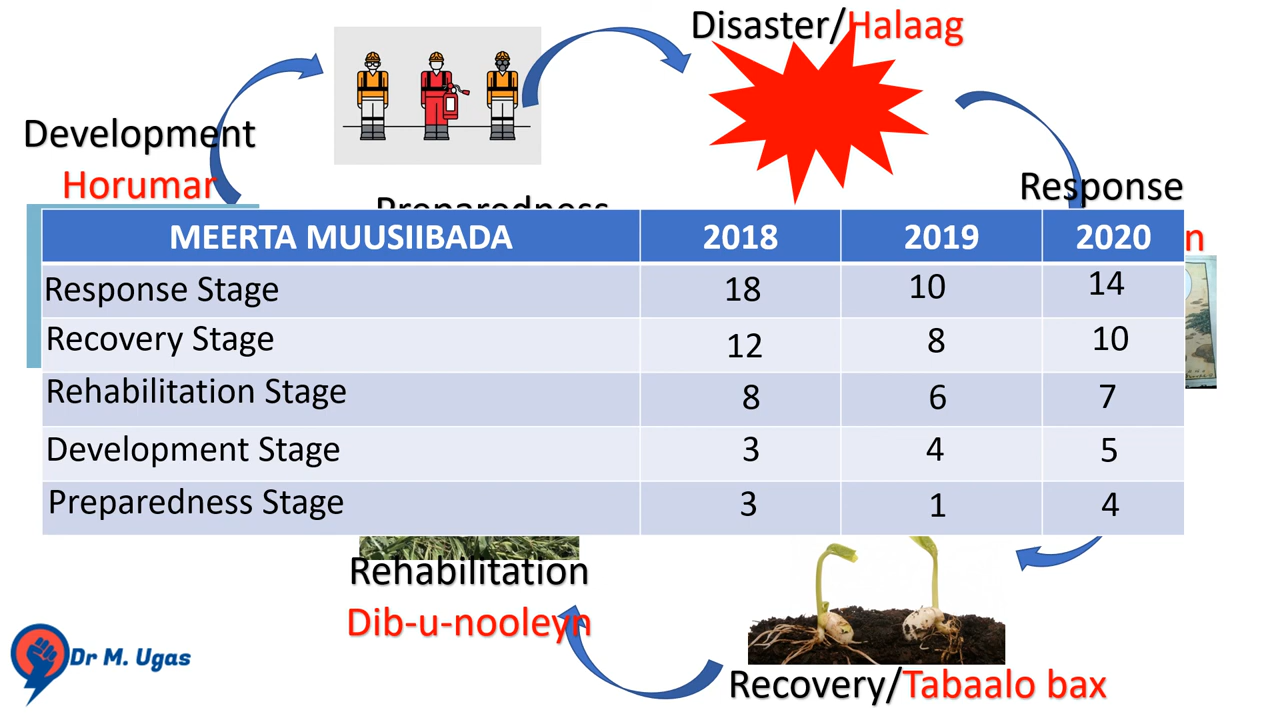 Disaster/Halaag
Development
Horumar
Response
Preparedness
MEERTA MUUSIIBADA 2018 2019 2020
Response Stage 18 10 14
Recovery Stage 12 8 10
Rehabilitation Stage 8 6 7
Development Stage 3 4 5
Preparedness Stage 3 1 4
Rehabilitation
Dib-u-nooleyn
Dr M. Ugas
Recovery/Tabaalo bax